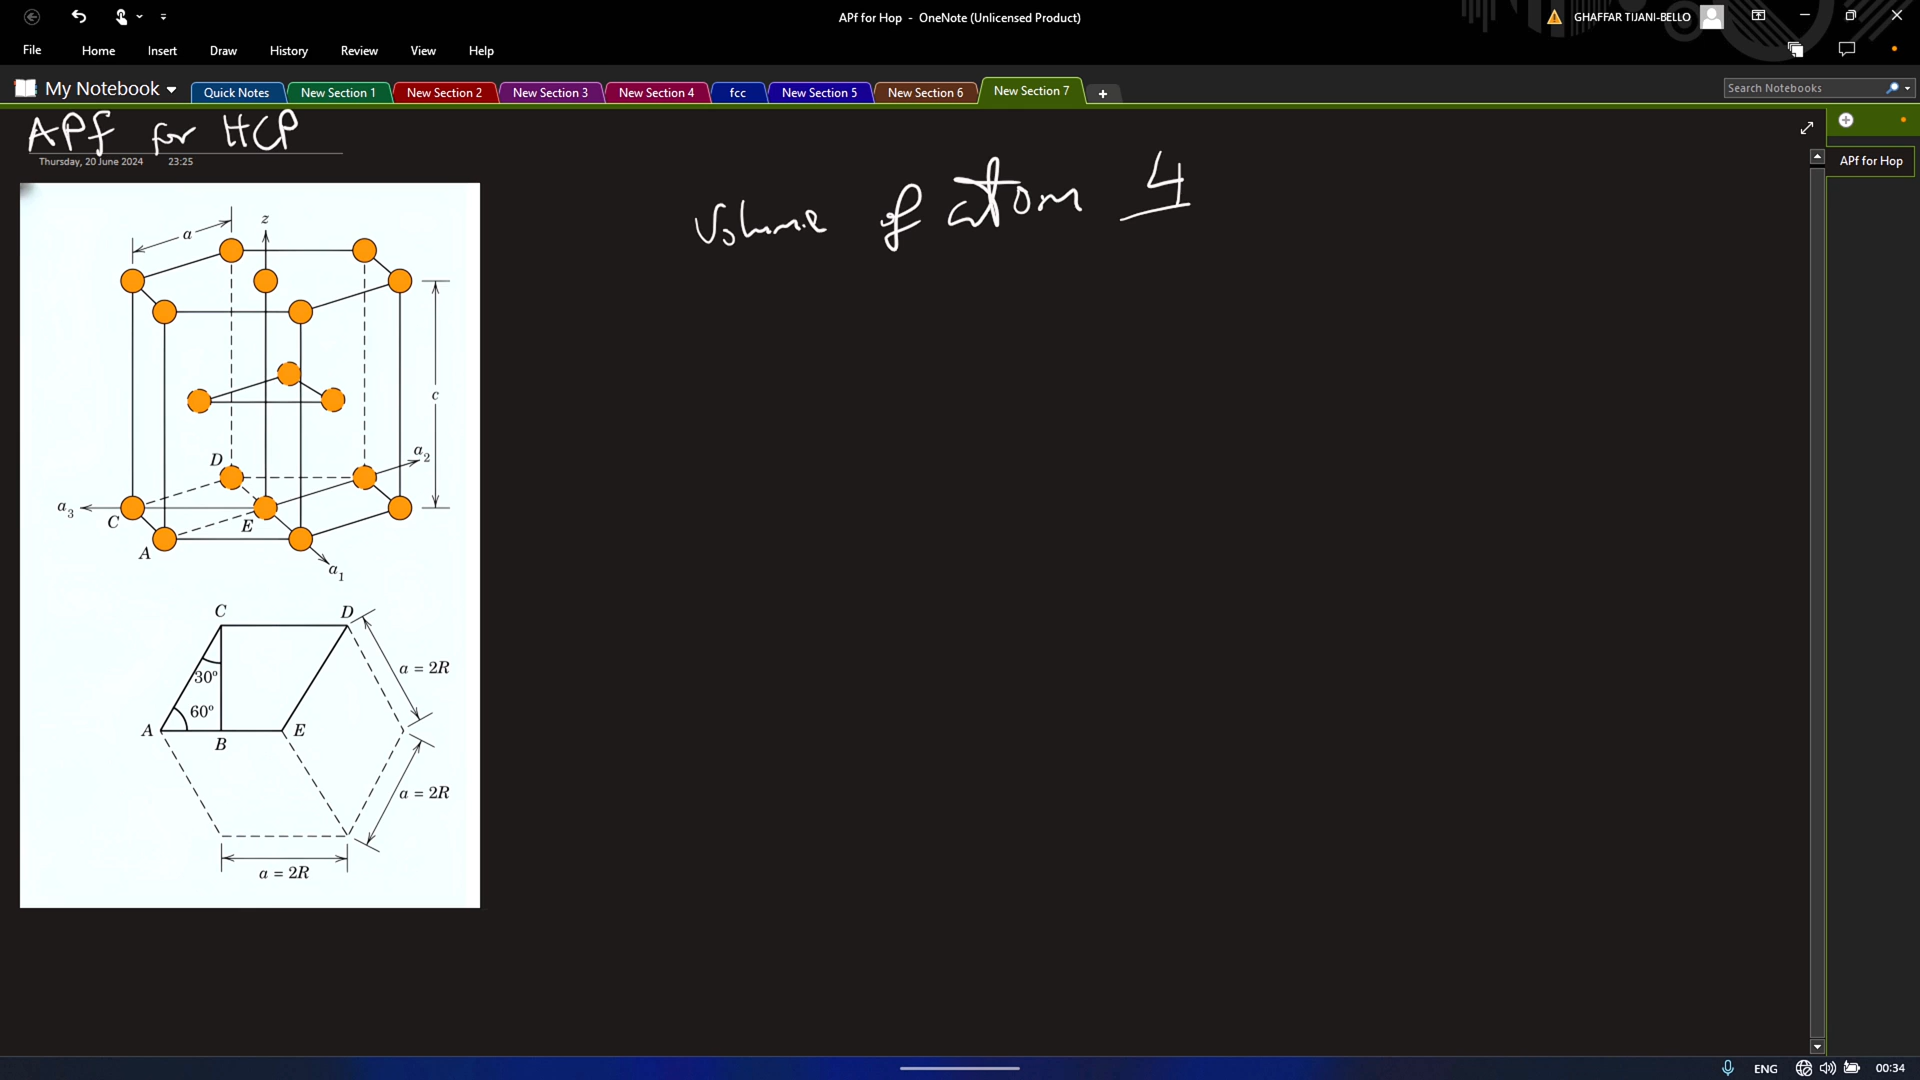 APf for Hop - OneNote (Unlicensed Product)
GHAFFAR TIJANI-BELLO
File Home Insert Draw History Review View Help
My Notebook Quick Notes New Section 1 New Section 2 New Section 3 New Section 4 fcc New Section 5 New Section 6 New Section 7 + Search Notebooks
APf for HCP
Thursday, 20 June 2024 23:25
APf for Hop
Volume of atom 4
z
a
c
a2
D
a3
C
E
A
a1
C D
30°
a = 2R
60°
A B E
a = 2R
a = 2R
ENG 00:34